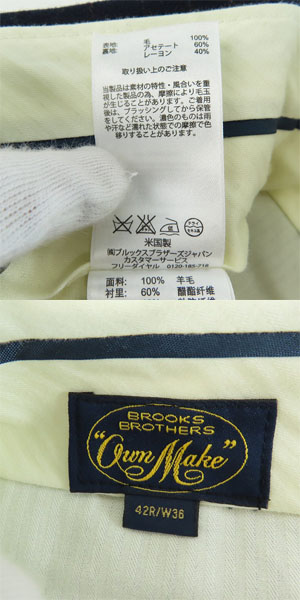 表地: 毛 100%
裏地: アセテート 60%
レーヨン 40%
取り扱い上のご注意
当製品は素材の特性・風合いを重
視した製品の為、摩擦により毛玉
が生じることがあります。ご着用
後は、ブラッシングしてから保管
をください。濃色のものは雨
や汗など濡れた状態での摩擦で色
移りすることがあります。
ドライ
米国製
㈱ブルックスブラザーズジャパン
カスタマーサービス
フリーダイヤル 0120-185-718
面料: 100% 羊毛
衬里: 60% 醋酯纤维
BROOKS
BROTHERS
"Own Make"
42R/W36